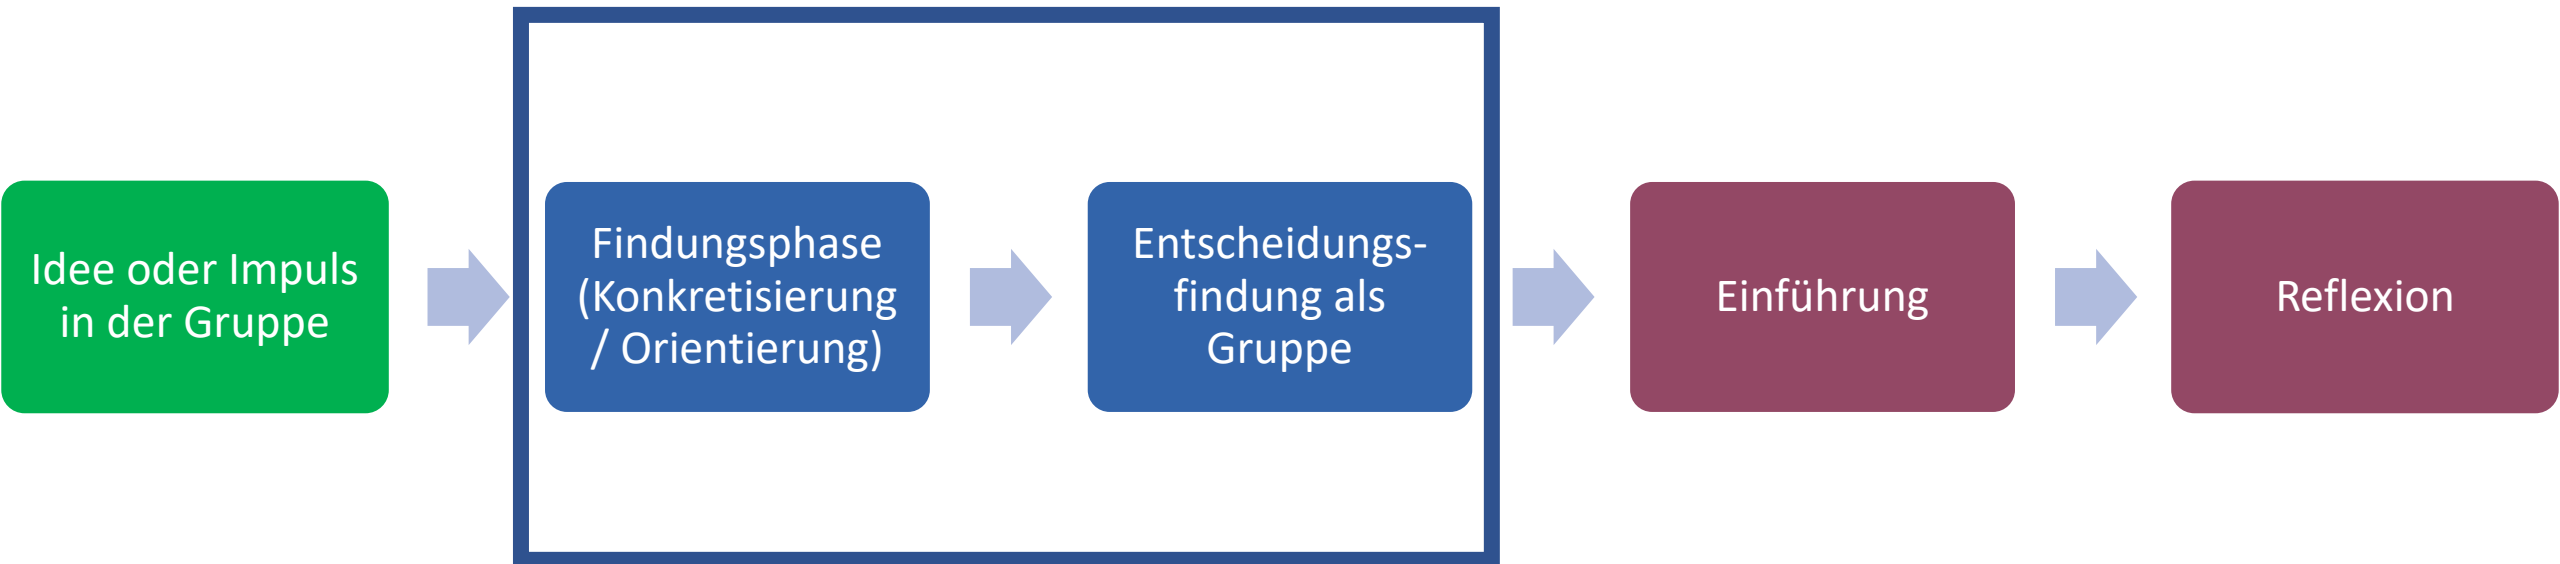 Idee oder Impuls
in der Gruppe
Findungsphase
(Konkretisierung
/ Orientierung)
Entscheidungs-
findung als
Gruppe
Einführung
Reflexion